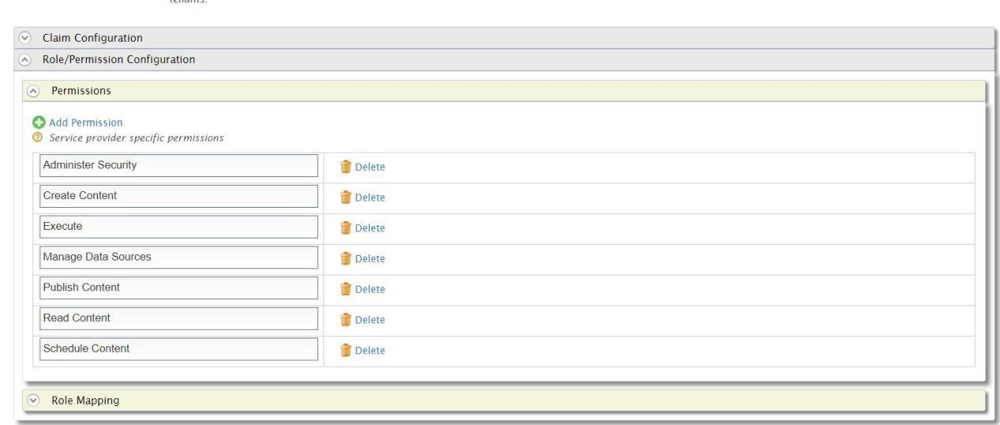 tenants.
Claim Configuration
Role/Permission Configuration
Permissions
Add Permission
Service provider specific permissions
Administer Security Delete
Create Content Delete
Execute Delete
Manage Data Sources Delete
Publish Content Delete
Read Content Delete
Schedule Content Delete
Role Mapping